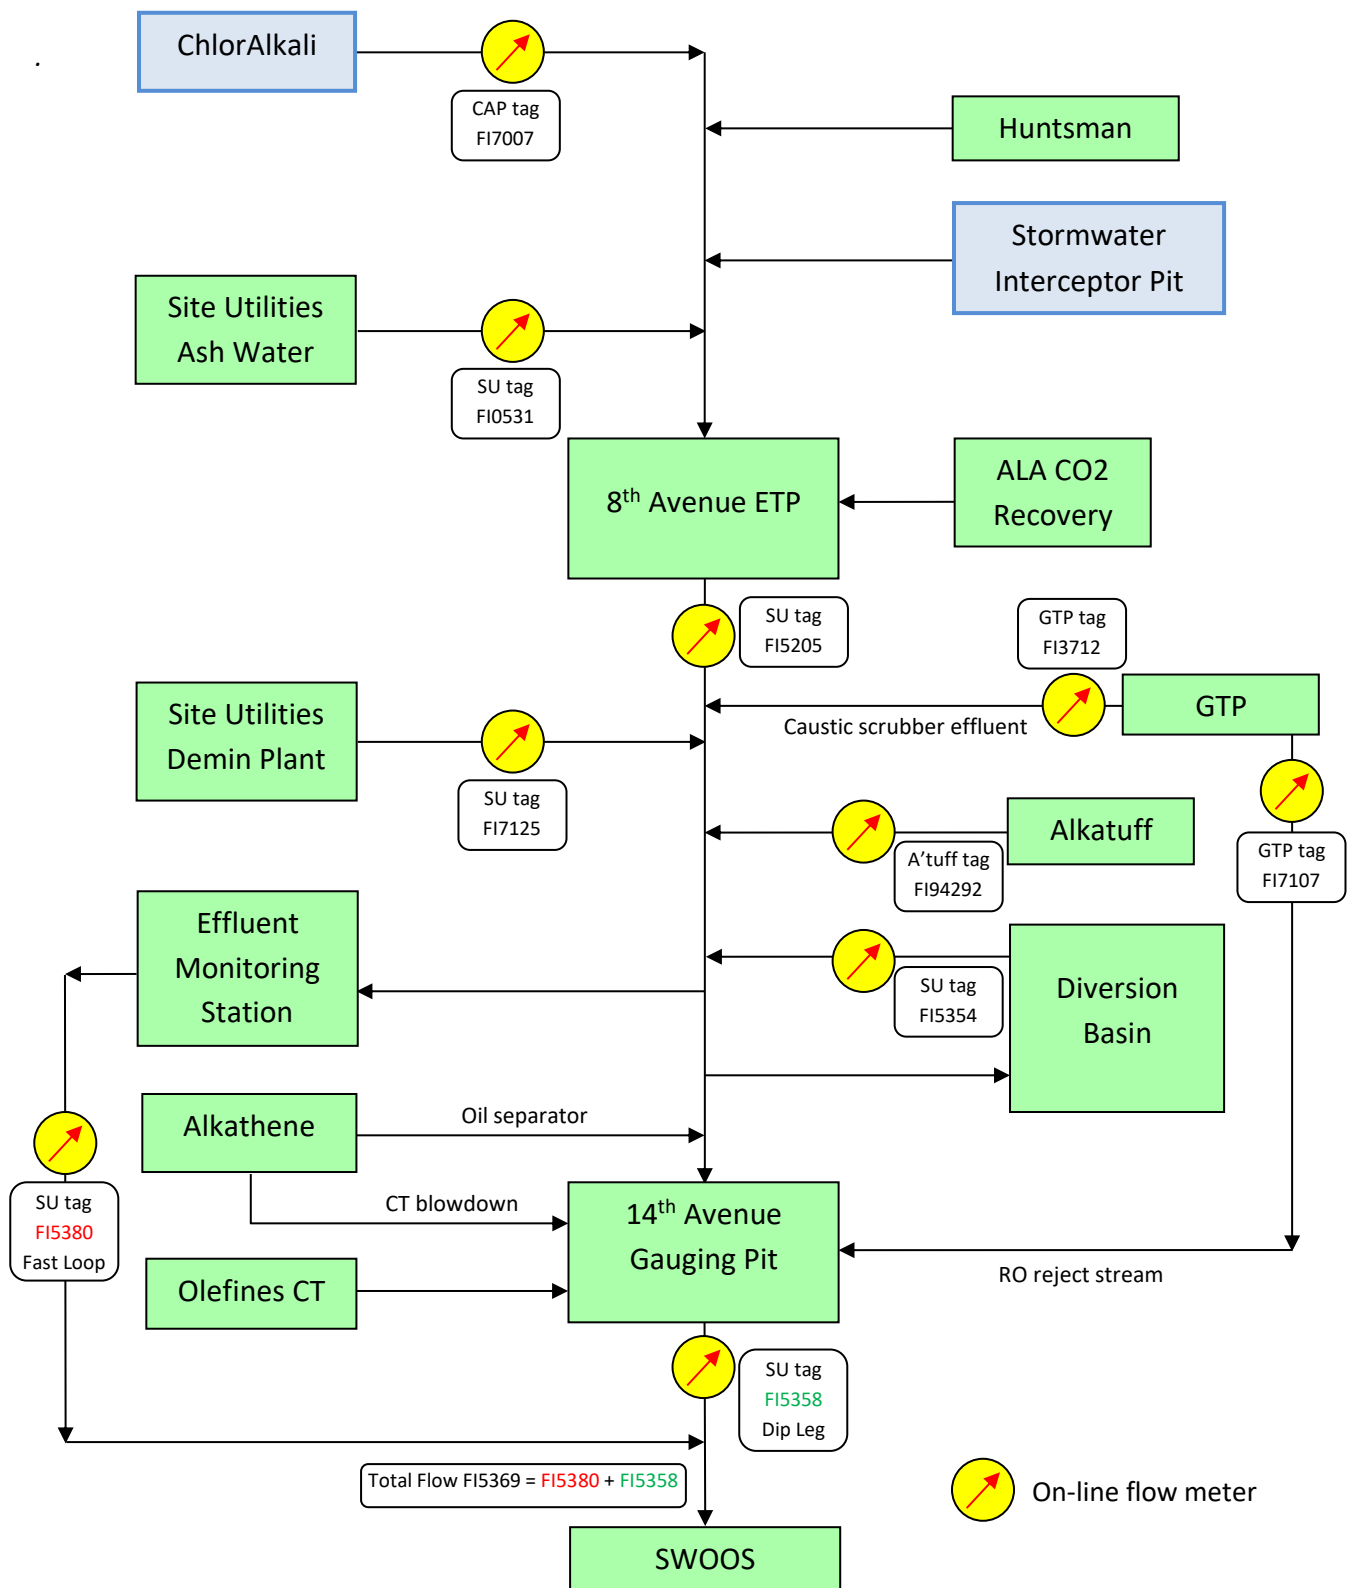 ChlorAlkali
.
CAP tag
FI7007
Huntsman
Stormwater
Interceptor Pit
Site Utilities
Ash Water
SU tag
FI0531
8th Avenue ETP
ALA CO2
Recovery
SU tag
FI5205
GTP tag
FI3712
GTP
Caustic scrubber effluent
Site Utilities
Demin Plant
SU tag
FI7125
Alkatuff
A’tuff tag
FI94292
GTP tag
FI7107
Effluent
Monitoring
Station
SU tag
FI5354
Diversion
Basin
Alkathene
Oil separator
CT blowdown
SU tag
FI5380
Fast Loop
14th Avenue
Gauging Pit
RO reject stream
Olefines CT
SU tag
FI5358
Dip Leg
Total Flow FI5369 = FI5380 + FI5358
On-line flow meter
SWOOS